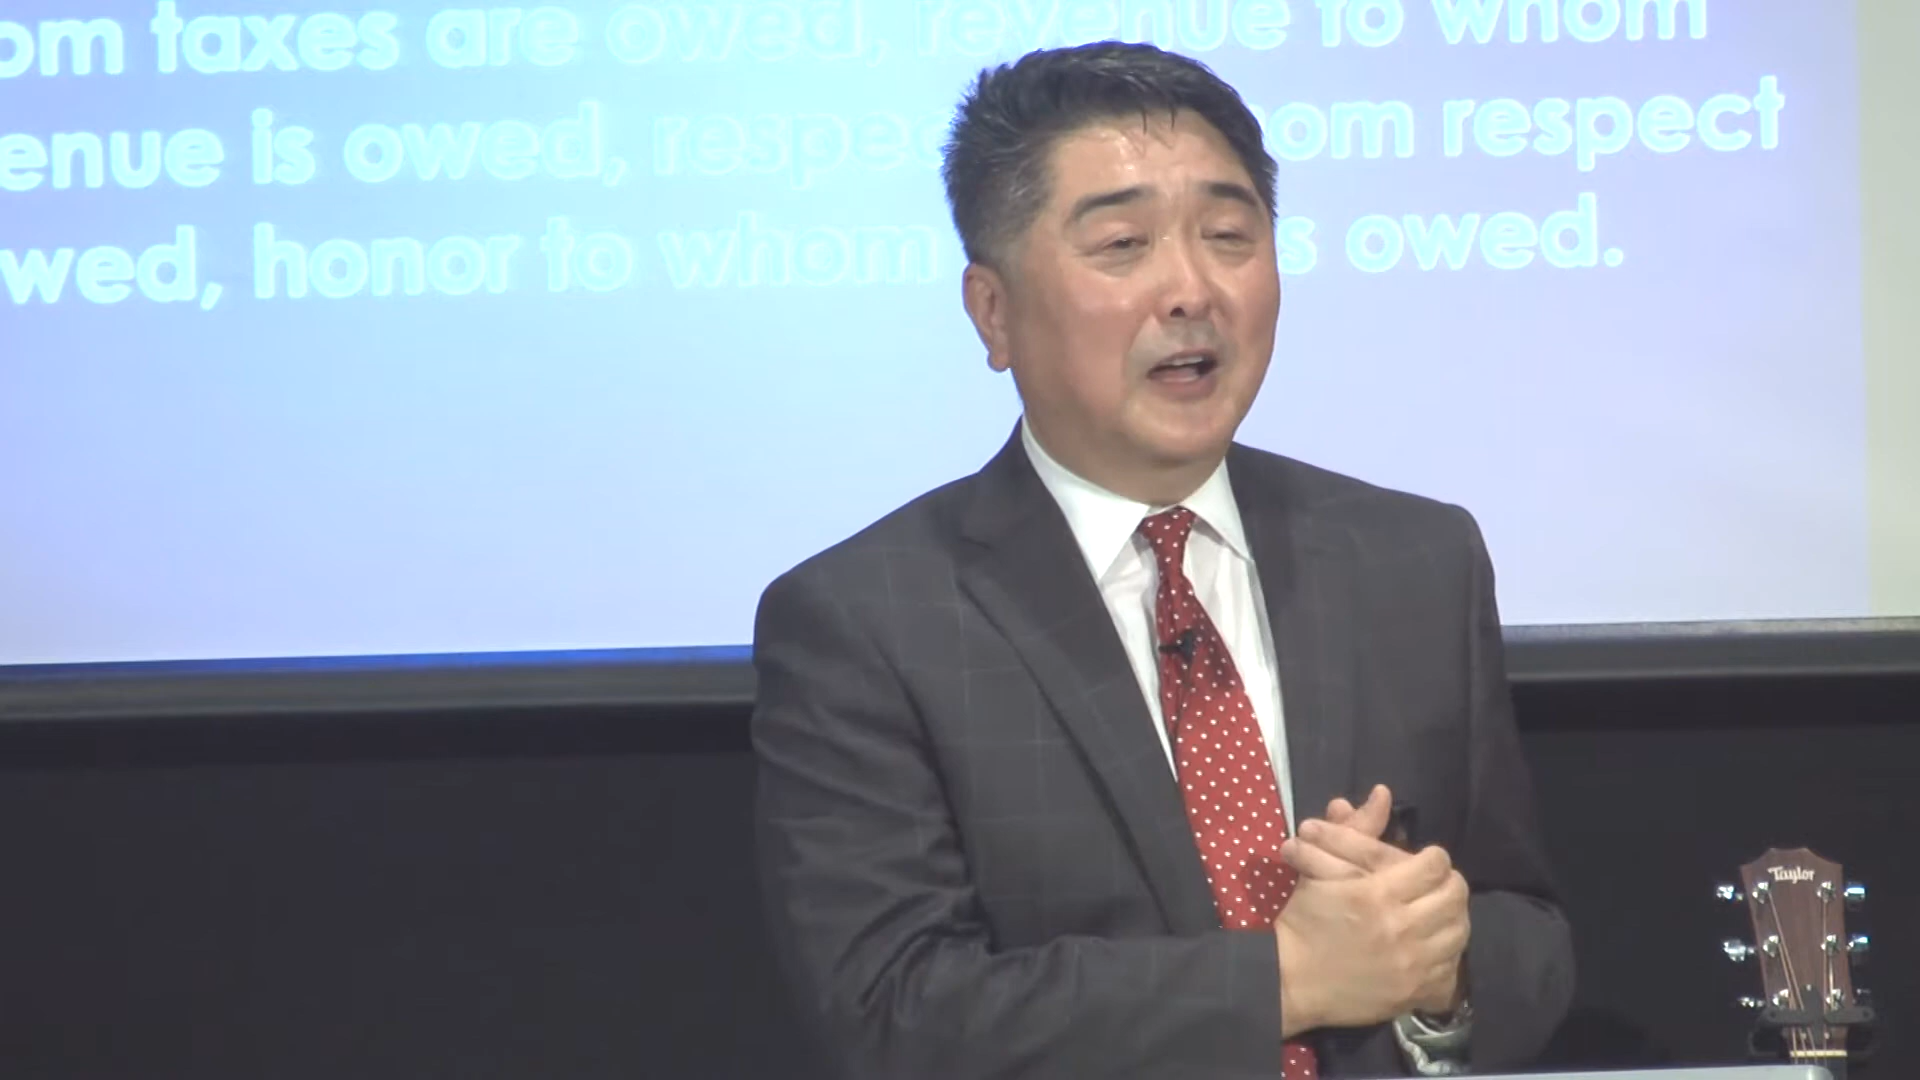 om taxes are owed, revenue to whom
enue is owed, respec om respect
wed, honor to whom s owed.
Taylor